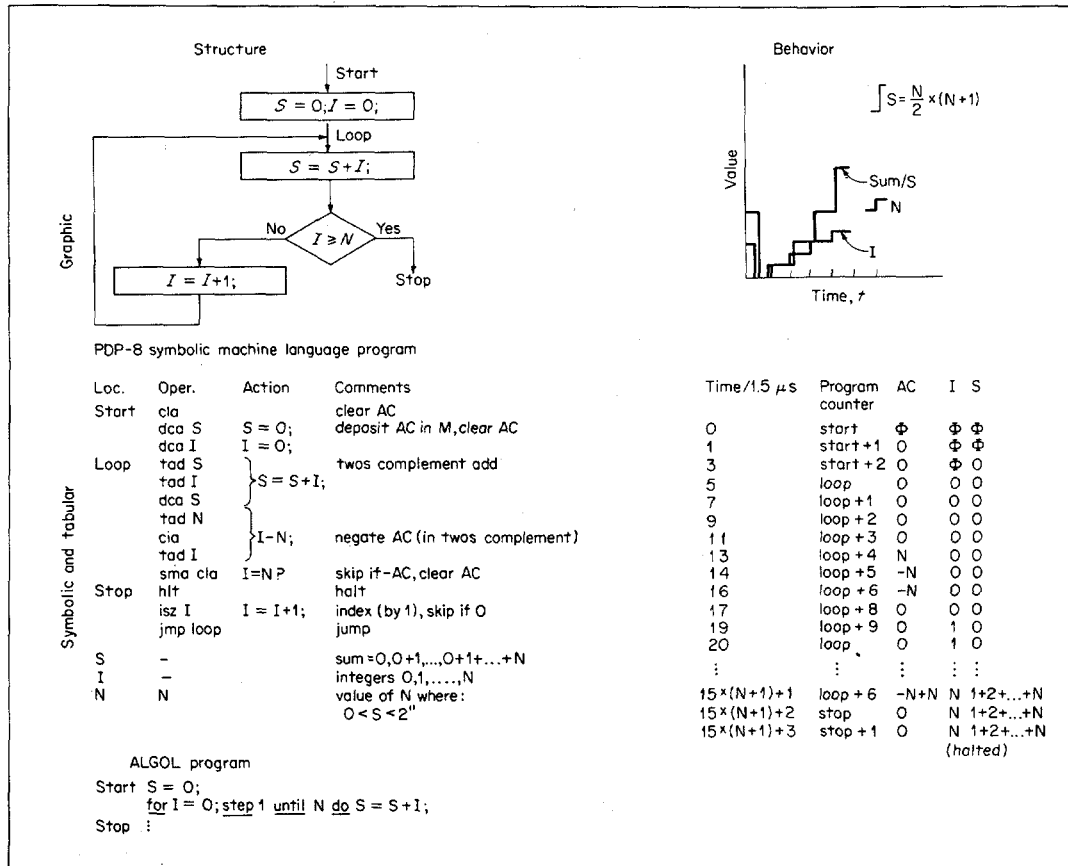 Structure
Start
S = 0; I = 0;
Loop
S = S+I;
No
I ≥ N
Yes
Stop
I = I+1;
Graphic
Behavior
∫ S = N/2 × (N+1)
Value
Sum/S
N
I
Time, t
PDP-8 symbolic machine language program
Symbolic and tabular
Loc. Oper. Action Comments
Start cla clear AC
dca S S = 0; deposit AC in M, clear AC
dca I I = 0;
Loop tad S twos complement add
tad I S = S+I;
dca S
tad N
cia I-N; negate AC (in twos complement)
tad I
sma cla I=N? skip if -AC, clear AC
Stop hlt halt
isz I I = I+1; index (by 1), skip if 0
jmp loop jump
S – sum=0,0+1,...,0+1+...+N
I – integers 0,1,....,N
N N value of N where:
0 < S < 2"
Time/1.5 μs Program counter AC I S
0 start Φ Φ Φ
1 start+1 0 Φ Φ
3 start+2 0 Φ 0
5 loop 0 0 0
7 loop+1 0 0 0
9 loop+2 0 0 0
11 loop+3 0 0 0
13 loop+4 N 0 0
14 loop+5 -N 0 0
16 loop+6 -N 0 0
17 loop+8 0 0 0
19 loop+9 0 1 0
20 loop 0 1 0
⋮ ⋮ ⋮ ⋮ ⋮
15×(N+1)+1 loop+6 -N+N N 1+2+...+N
15×(N+1)+2 stop 0 N 1+2+...+N
15×(N+1)+3 stop+1 0 N 1+2+...+N
(halted)
ALGOL program
Start S = 0;
for I = 0; step 1 until N do S = S+I;
Stop ⋮